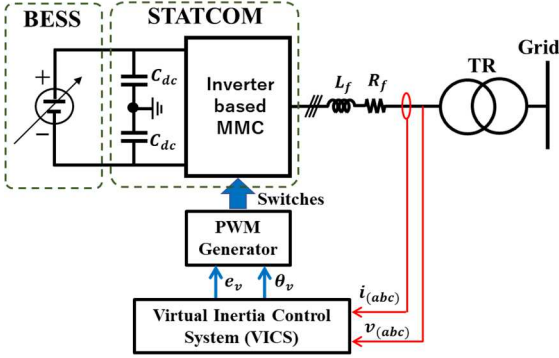 BESS
STATCOM
Grid
TR
+
−
C_dc
C_dc
Inverter
based
MMC
L_f
R_f
Switches
PWM
Generator
e_v
θ_v
i_(abc)
v_(abc)
Virtual Inertia Control
System (VICS)